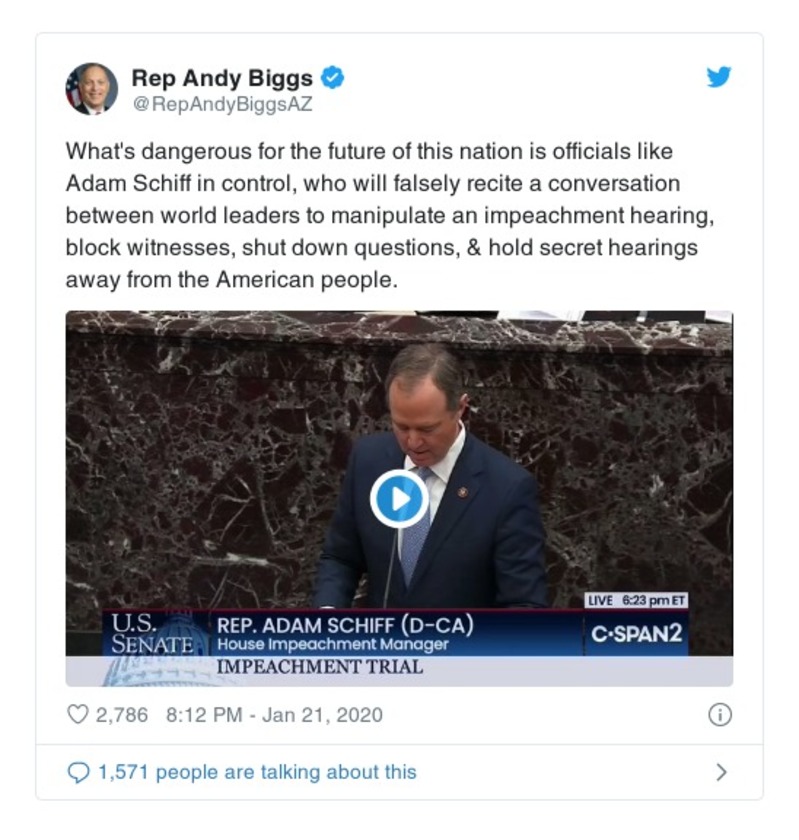 Rep Andy Biggs
@RepAndyBiggsAZ
What's dangerous for the future of this nation is officials like
Adam Schiff in control, who will falsely recite a conversation
between world leaders to manipulate an impeachment hearing,
block witnesses, shut down questions, & hold secret hearings
away from the American people.
LIVE 6:23 pm ET
U.S. SENATE
REP. ADAM SCHIFF (D-CA)
House Impeachment Manager
C·SPAN2
IMPEACHMENT TRIAL
2,786 8:12 PM - Jan 21, 2020
1,571 people are talking about this